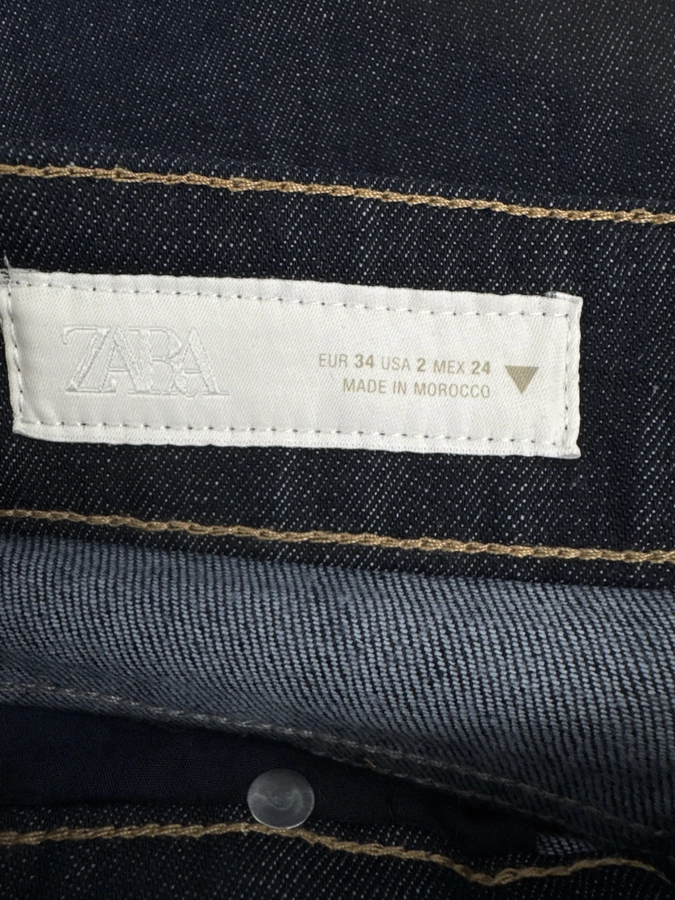 ZARA
EUR 34 USA 2 MEX 24
MADE IN MOROCCO